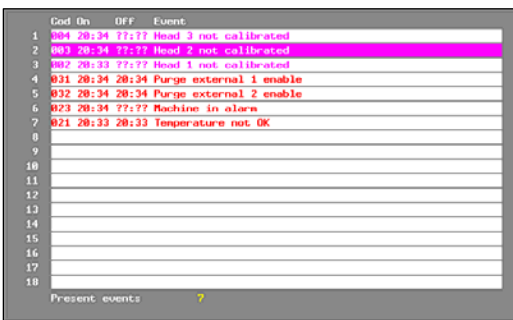 Cod On OFF Event
1 004 20:34 ??:?? Head 3 not calibrated
2 003 20:34 ??:?? Head 2 not calibrated
3 002 20:33 ??:?? Head 1 not calibrated
4 031 20:34 20:34 Purge external 1 enable
5 032 20:34 20:34 Purge external 2 enable
6 023 20:34 ??:?? Machine in alarm
7 021 20:33 20:33 Temperature not OK
8
9
10
11
12
13
14
15
16
17
18
Present events 7